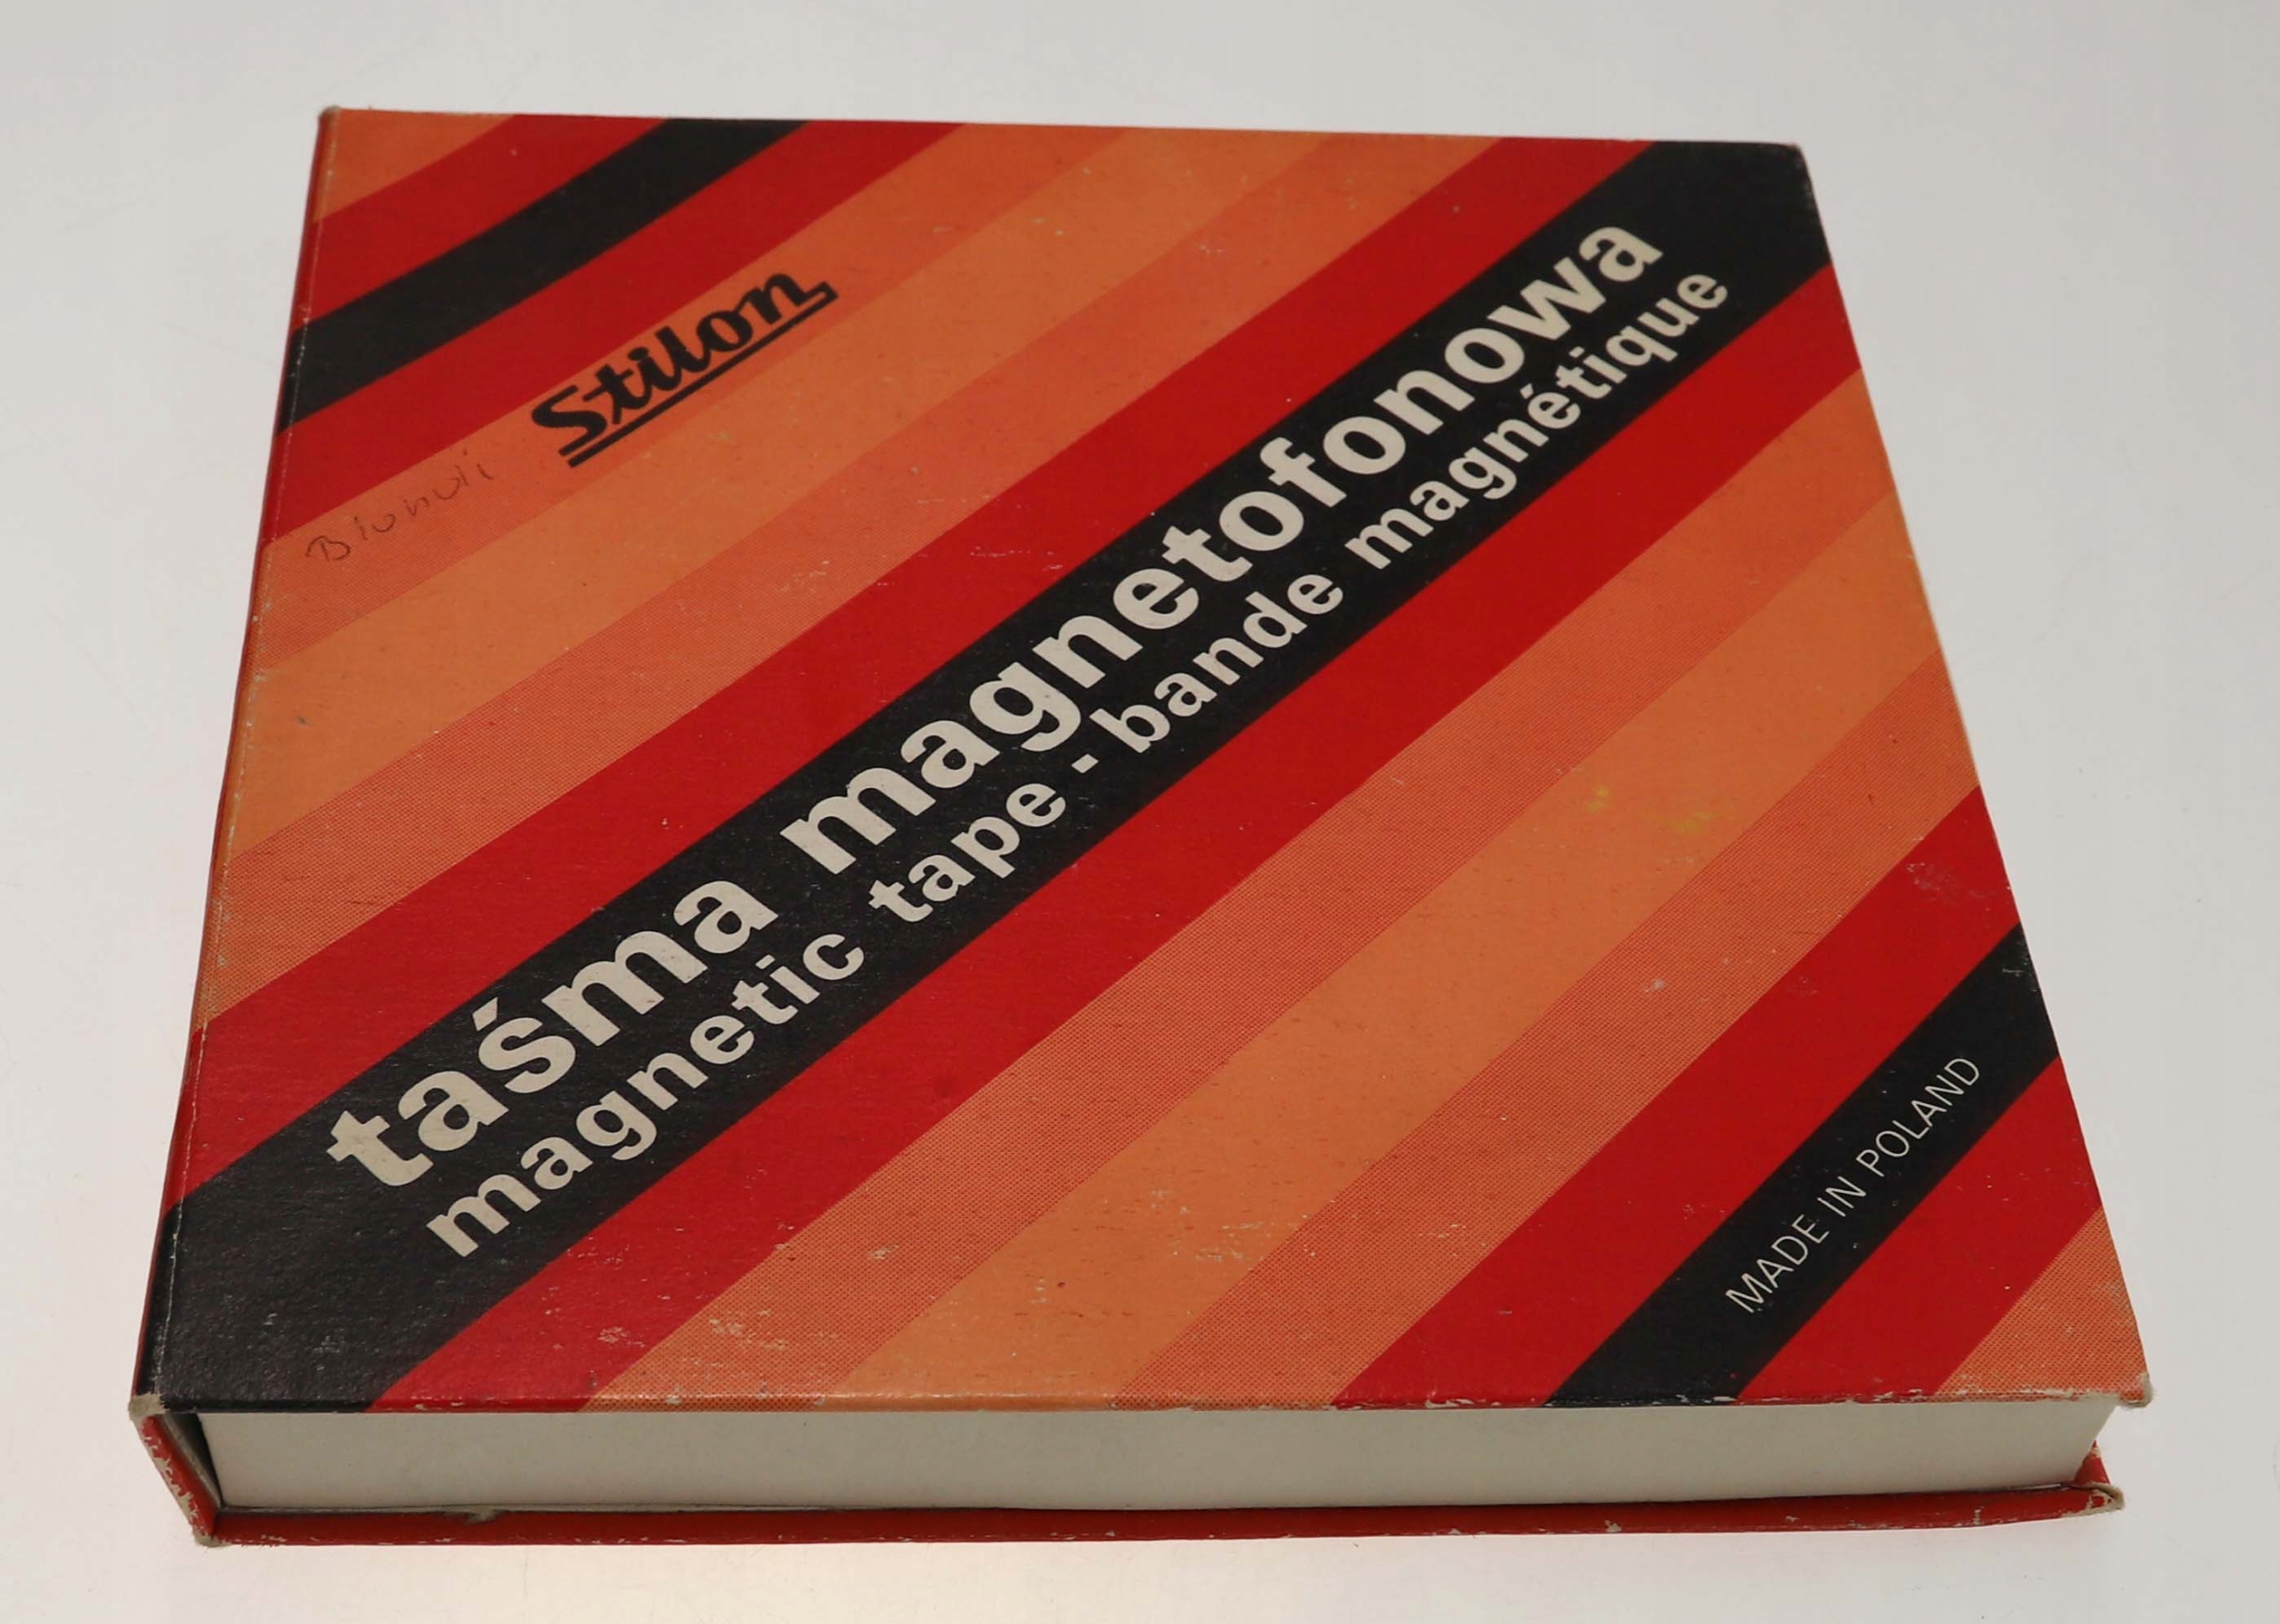 Stilon
taśma magnetofonowa
magnetic tape - bande magnétique
MADE IN POLAND